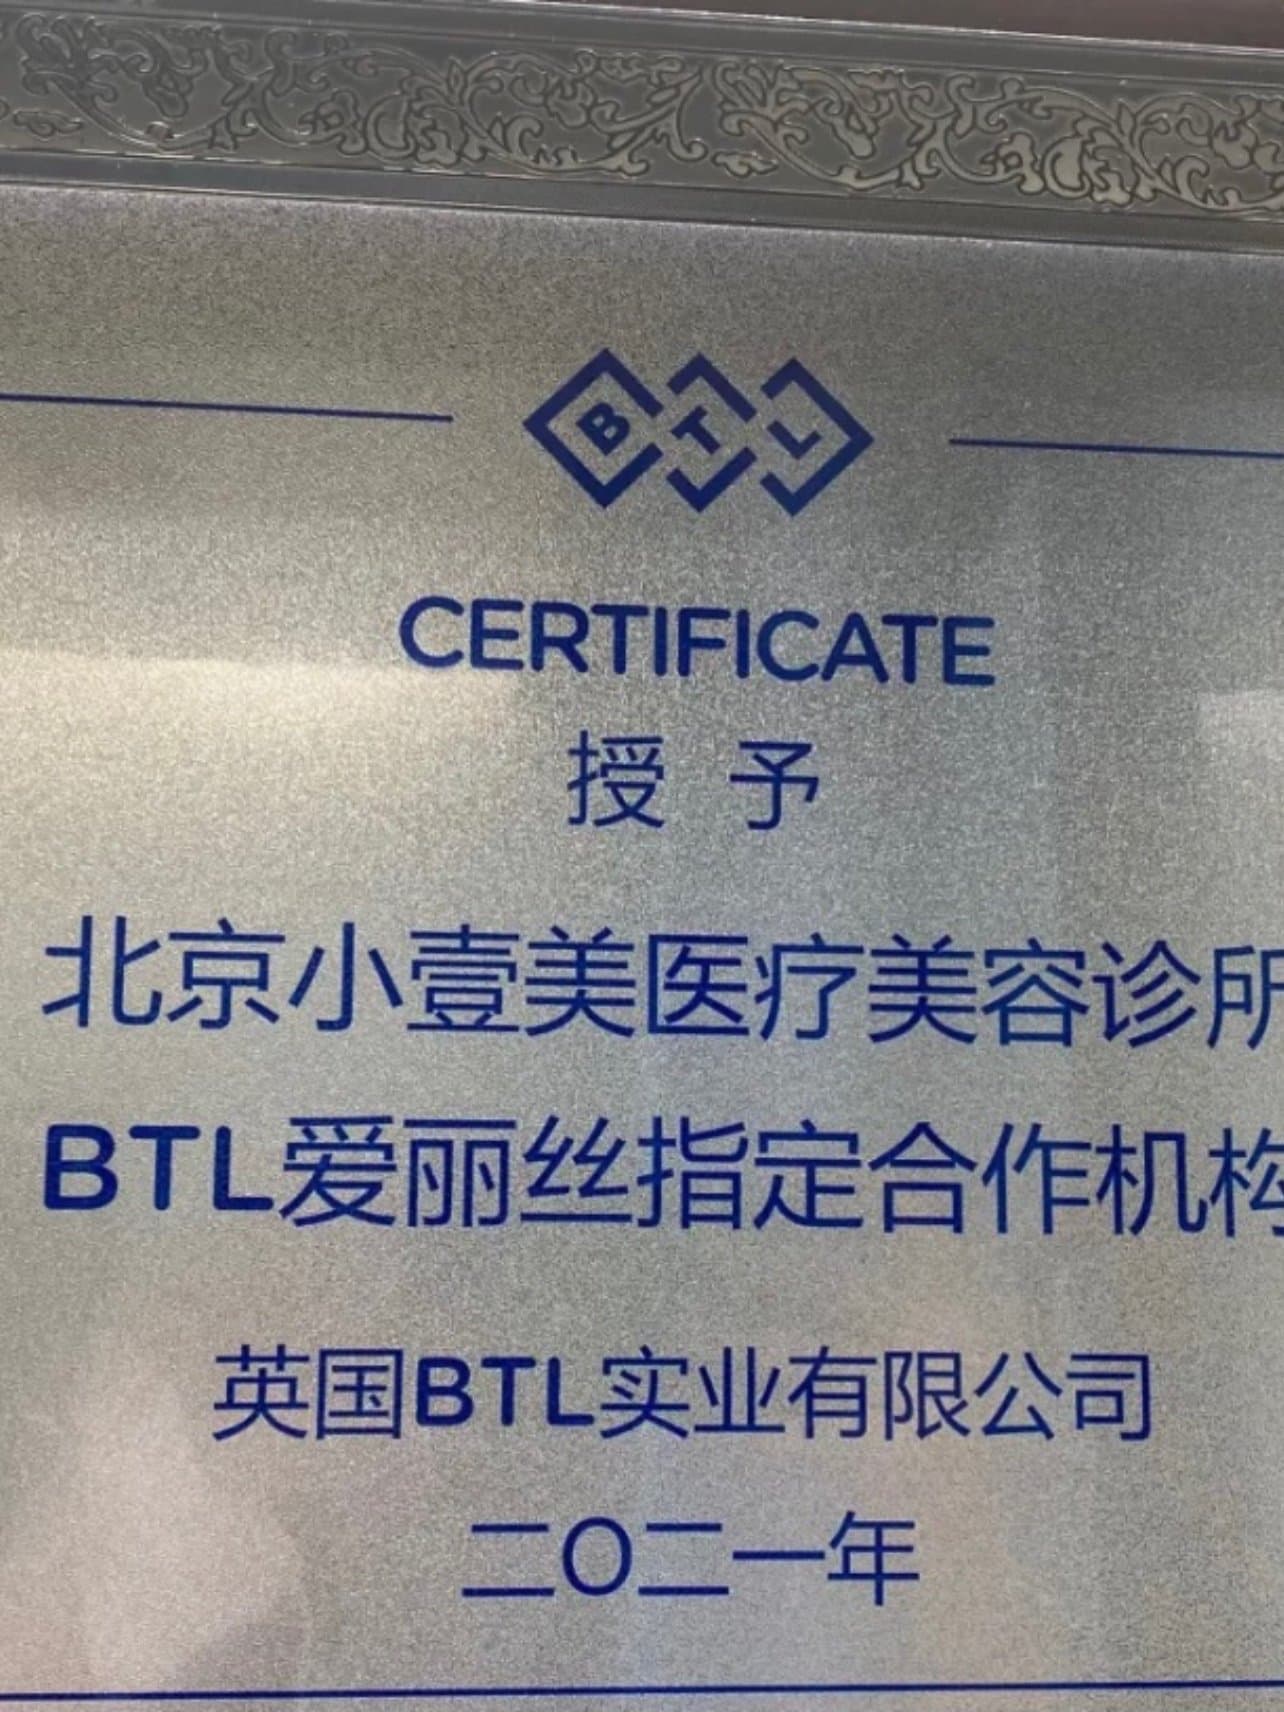 BTL
CERTIFICATE
授 予
北京小壹美医疗美容诊所
BTL爱丽丝指定合作机构
英国BTL实业有限公司
二〇二一年